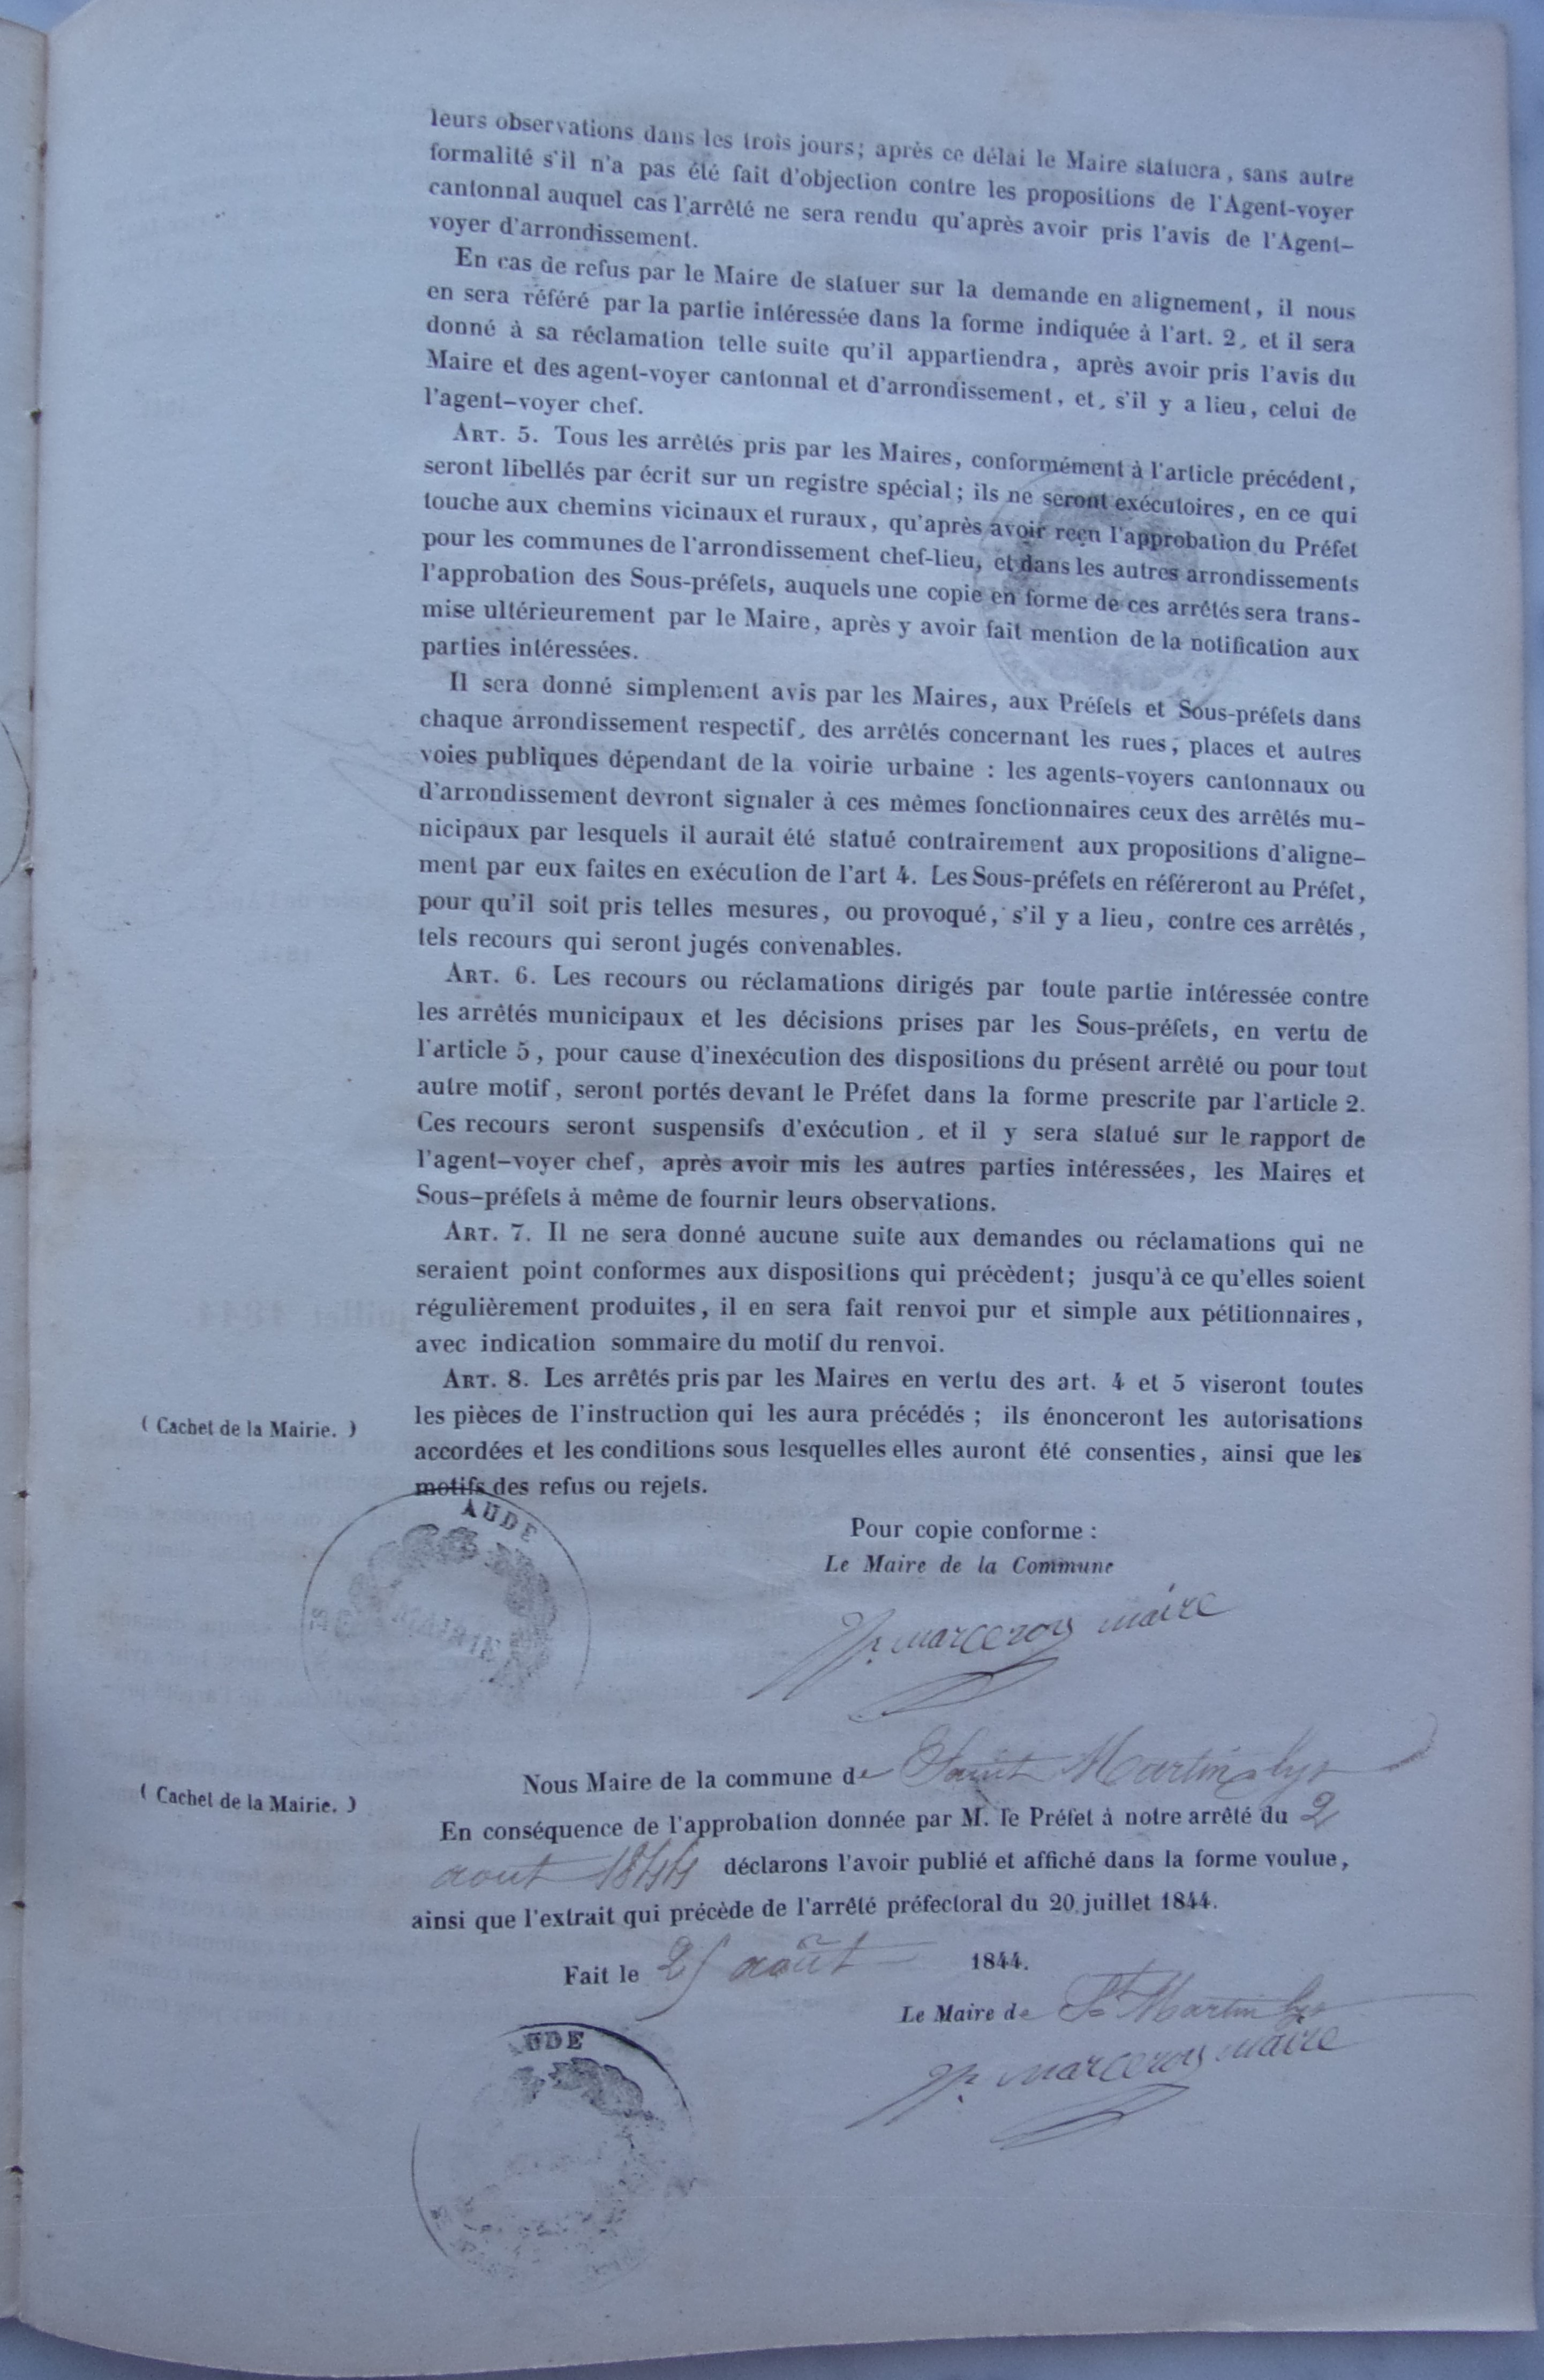 leurs observations dans les trois jours; après ce délai le Maire statuera, sans autre
formalité s'il n'a pas été fait d'objection contre les propositions de l'Agent-voyer
cantonnal auquel cas l'arrêté ne sera rendu qu'après avoir pris l'avis de l'Agent-
voyer d'arrondissement.
En cas de refus par le Maire de statuer sur la demande en alignement, il nous
en sera référé par la partie intéressée dans la forme indiquée à l'art. 2, et il sera
donné à sa réclamation telle suite qu'il appartiendra, après avoir pris l'avis du
Maire et des agent-voyer cantonnal et d'arrondissement, et, s'il y a lieu, celui de
l'agent-voyer chef.
ART. 5. Tous les arrêtés pris par les Maires, conformément à l'article précédent,
seront libellés par écrit sur un registre spécial; ils ne seront exécutoires, en ce qui
touche aux chemins vicinaux et ruraux, qu'après avoir reçu l'approbation du Préfet
pour les communes de l'arrondissement chef-lieu, et dans les autres arrondissements
l'approbation des Sous-préfets, auquels une copie en forme de ces arrêtés sera trans-
mise ultérieurement par le Maire, après y avoir fait mention de la notification aux
parties intéressées.
Il sera donné simplement avis par les Maires, aux Préfets et Sous-préfets dans
chaque arrondissement respectif, des arrêtés concernant les rues, places et autres
voies publiques dépendant de la voirie urbaine : les agents-voyers cantonnaux ou
d'arrondissement devront signaler à ces mêmes fonctionnaires ceux des arrêtés mu-
nicipaux par lesquels il aurait été statué contrairement aux propositions d'aligne-
ment par eux faites en exécution de l'art 4. Les Sous-préfets en référeront au Préfet,
pour qu'il soit pris telles mesures, ou provoqué, s'il y a lieu, contre ces arrêtés,
tels recours qui seront jugés convenables.
ART. 6. Les recours ou réclamations dirigés par toute partie intéressée contre
les arrêtés municipaux et les décisions prises par les Sous-préfets, en vertu de
l'article 5, pour cause d'inexécution des dispositions du présent arrêté ou pour tout
autre motif, seront portés devant le Préfet dans la forme prescrite par l'article 2.
Ces recours seront suspensifs d'exécution, et il y sera statué sur le rapport de
l'agent-voyer chef, après avoir mis les autres parties intéressées, les Maires et
Sous-préfets à même de fournir leurs observations.
ART. 7. Il ne sera donné aucune suite aux demandes ou réclamations qui ne
seraient point conformes aux dispositions qui précèdent; jusqu'à ce qu'elles soient
régulièrement produites, il en sera fait renvoi pur et simple aux pétitionnaires,
avec indication sommaire du motif du renvoi.
ART. 8. Les arrêtés pris par les Maires en vertu des art. 4 et 5 viseront toutes
les pièces de l'instruction qui les aura précédés; ils énonceront les autorisations
accordées et les conditions sous lesquelles elles auront été consenties, ainsi que les
motifs des refus ou rejets.
( Cachet de la Mairie. )
AUDE
Pour copie conforme :
Le Maire de la Commune
maire
Nous Maire de la commune de Saint Martin lys
( Cachet de la Mairie. )
En conséquence de l'approbation donnée par M. le Préfet à notre arrêté du 2
aout 1844 déclarons l'avoir publié et affiché dans la forme voulue,
ainsi que l'extrait qui précède de l'arrêté préfectoral du 20 juillet 1844.
Fait le 25 août 1844.
Le Maire de St Martin lys
maire
AUDE